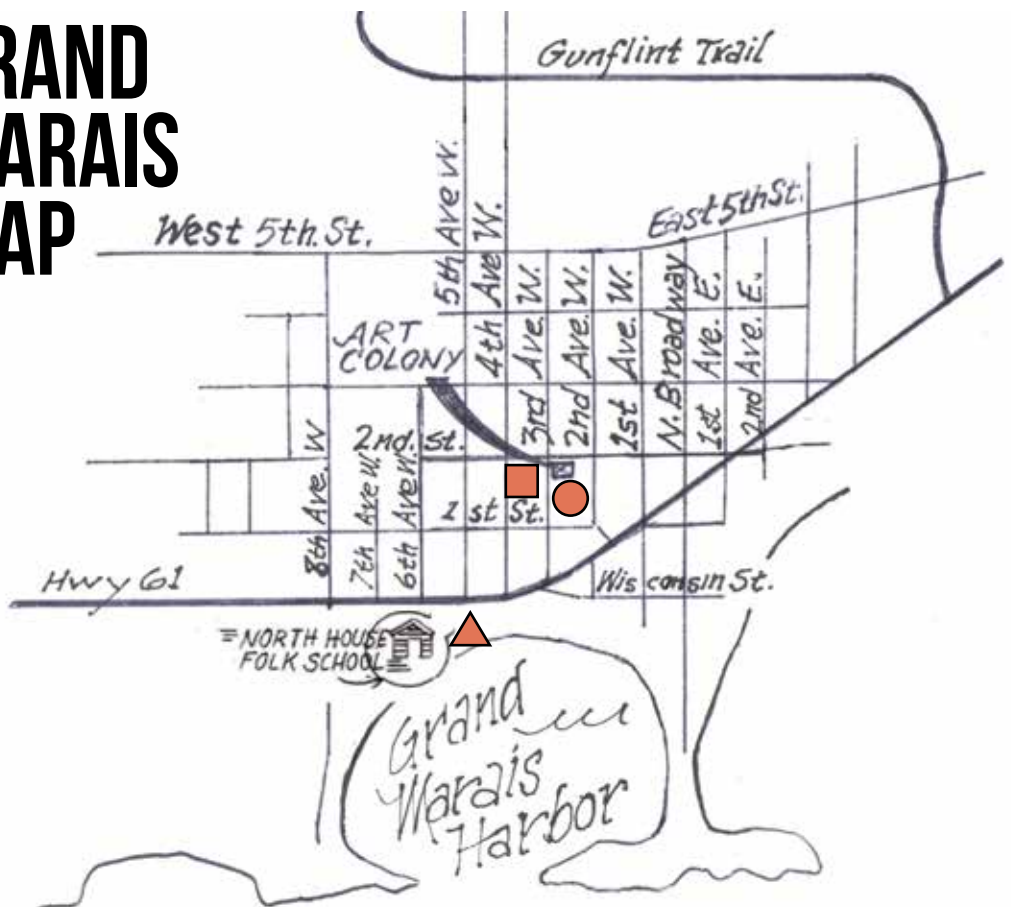 RAND
ARAIS
AP
Gunflint Trail
West 5th. St.
East 5th St.
5th Ave W.
4th Ave W.
3rd Ave. W.
2nd Ave. W.
1st Ave. W.
N. Broadway
1st Ave. E.
2nd Ave. E.
ART
COLONY
2nd. st.
8th Ave. W
7th Ave W.
6th Ave W.
1st St.
Hwy 61
Wisconsin St.
NORTH HOUSE
FOLK SCHOOL
Grand
Marais
Harbor